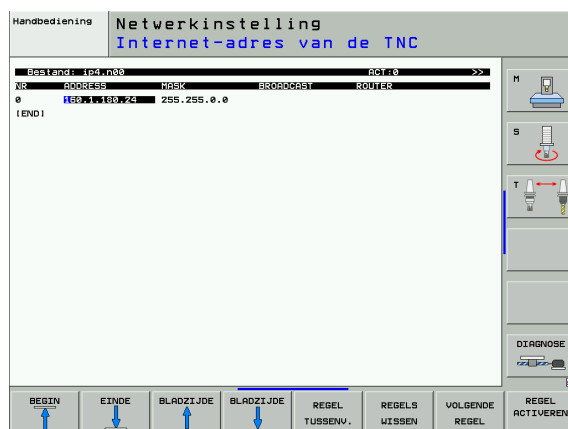 Handbediening
Netwerkinstelling
Internet-adres van de TNC
Bestand: ip4.n00 ACT:0 >>
NR ADDRESS MASK BROADCAST ROUTER
0 160.1.180.24 255.255.0.0
[END]
M
S
T
DIAGNOSE
BEGIN
EINDE
BLADZIJDE
BLADZIJDE
REGEL
TUSSENV.
REGELS
WISSEN
VOLGENDE
REGEL
REGEL
ACTIVEREN